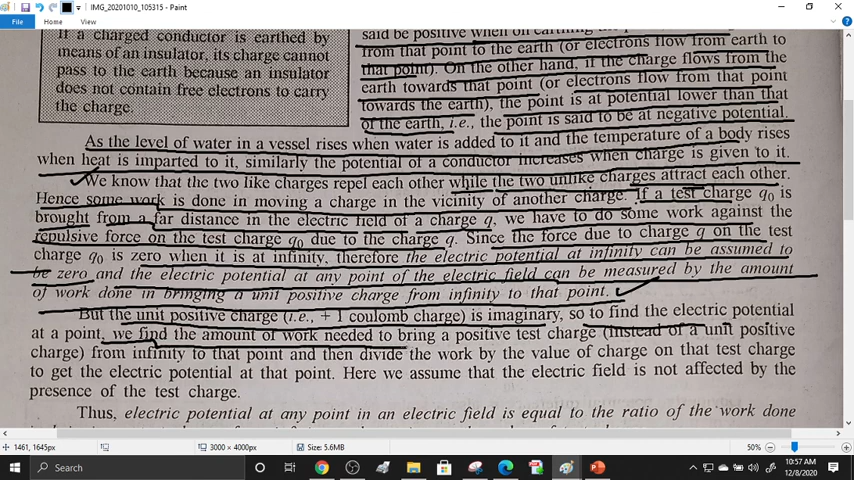 IMG_20201010_105315 - Paint
File Home View
If a charged conductor is earthed by
means of an insulator, its charge cannot
pass to the earth because an insulator
does not contain free electrons to carry
the charge.
said be positive when on earthing the
from that point to the earth (or electrons flow from earth to
that point). On the other hand, if the charge flows from the
earth towards that point (or electrons flow from that point
towards the earth), the point is at potential lower than that
of the earth, i.e., the point is said to be at negative potential.
As the level of water in a vessel rises when water is added to it and the temperature of a body rises
when heat is imparted to it, similarly the potential of a conductor increases when charge is given to it.
We know that the two like charges repel each other while the two unlike charges attract each other.
Hence some work is done in moving a charge in the vicinity of another charge. If a test charge q0 is
brought from a far distance in the electric field of a charge q, we have to do some work against the
repulsive force on the test charge q0 due to the charge q. Since the force due to charge q on the test
charge q0 is zero when it is at infinity, therefore the electric potential at infinity can be assumed to
be zero and the electric potential at any point of the electric field can be measured by the amount
of work done in bringing a unit positive charge from infinity to that point.
But the unit positive charge (i.e., + 1 coulomb charge) is imaginary, so to find the electric potential
at a point, we find the amount of work needed to bring a positive test charge (instead of a unit positive
charge) from infinity to that point and then divide the work by the value of charge on that test charge
to get the electric potential at that point. Here we assume that the electric field is not affected by the
presence of the test charge.
Thus, electric potential at any point in an electric field is equal to the ratio of the work done
1461, 1645px
3000 × 4000px
Size: 5.6MB
50%
Search
10:57 AM
12/8/2020